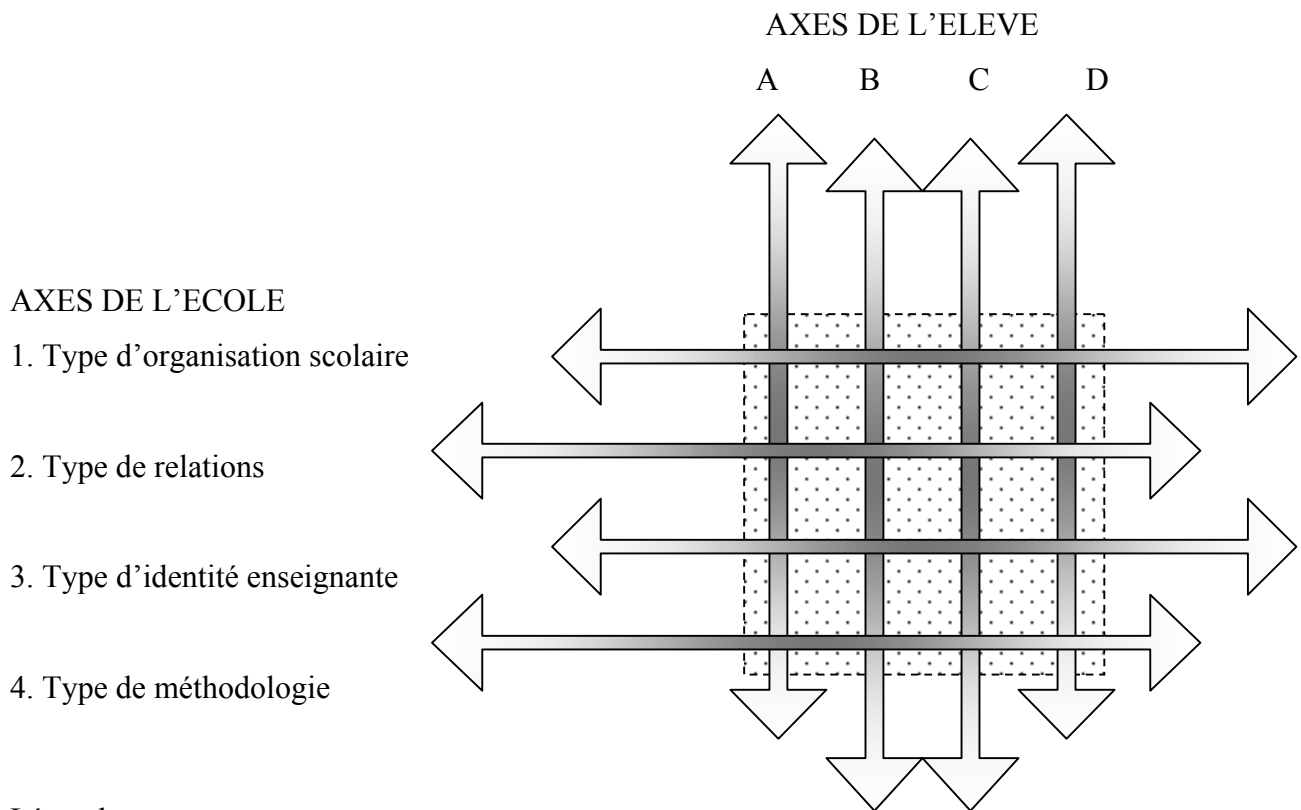 AXES DE L'ELEVE
A B C D
AXES DE L'ECOLE
1. Type d'organisation scolaire
2. Type de relations
3. Type d'identité enseignante
4. Type de méthodologie